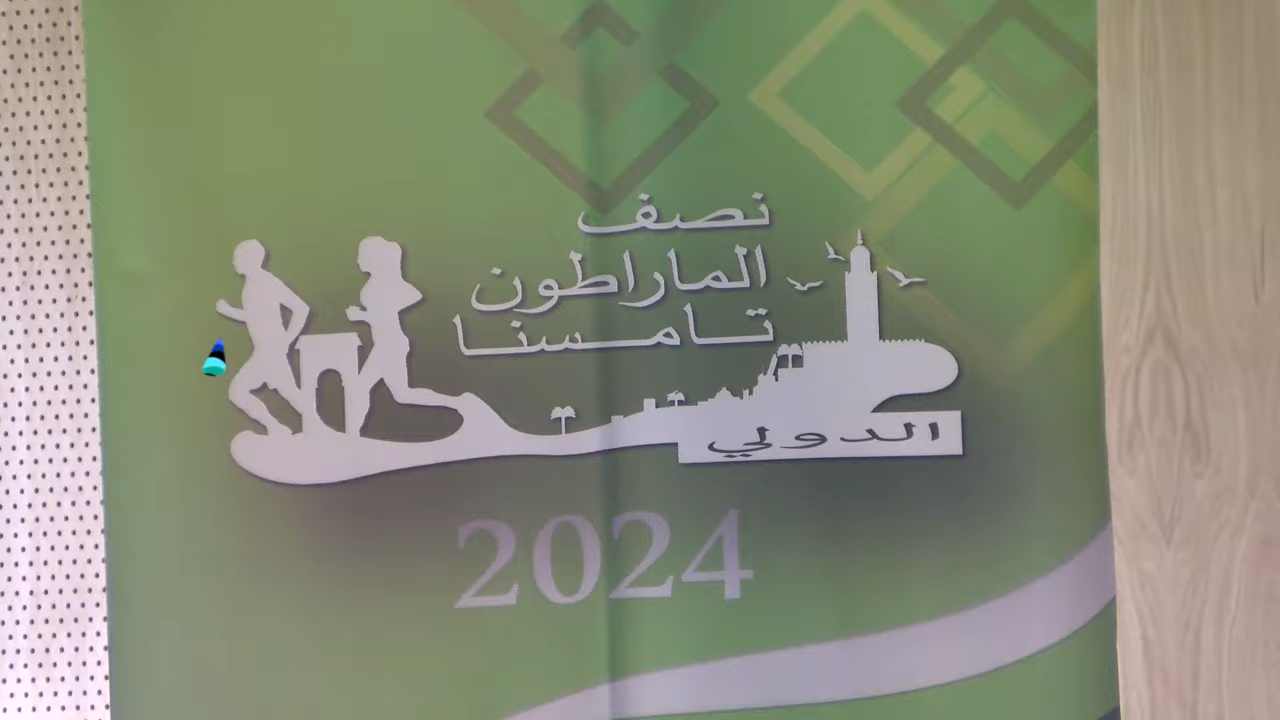 نصف
الماراطون
تامسنا
الدولي
2024